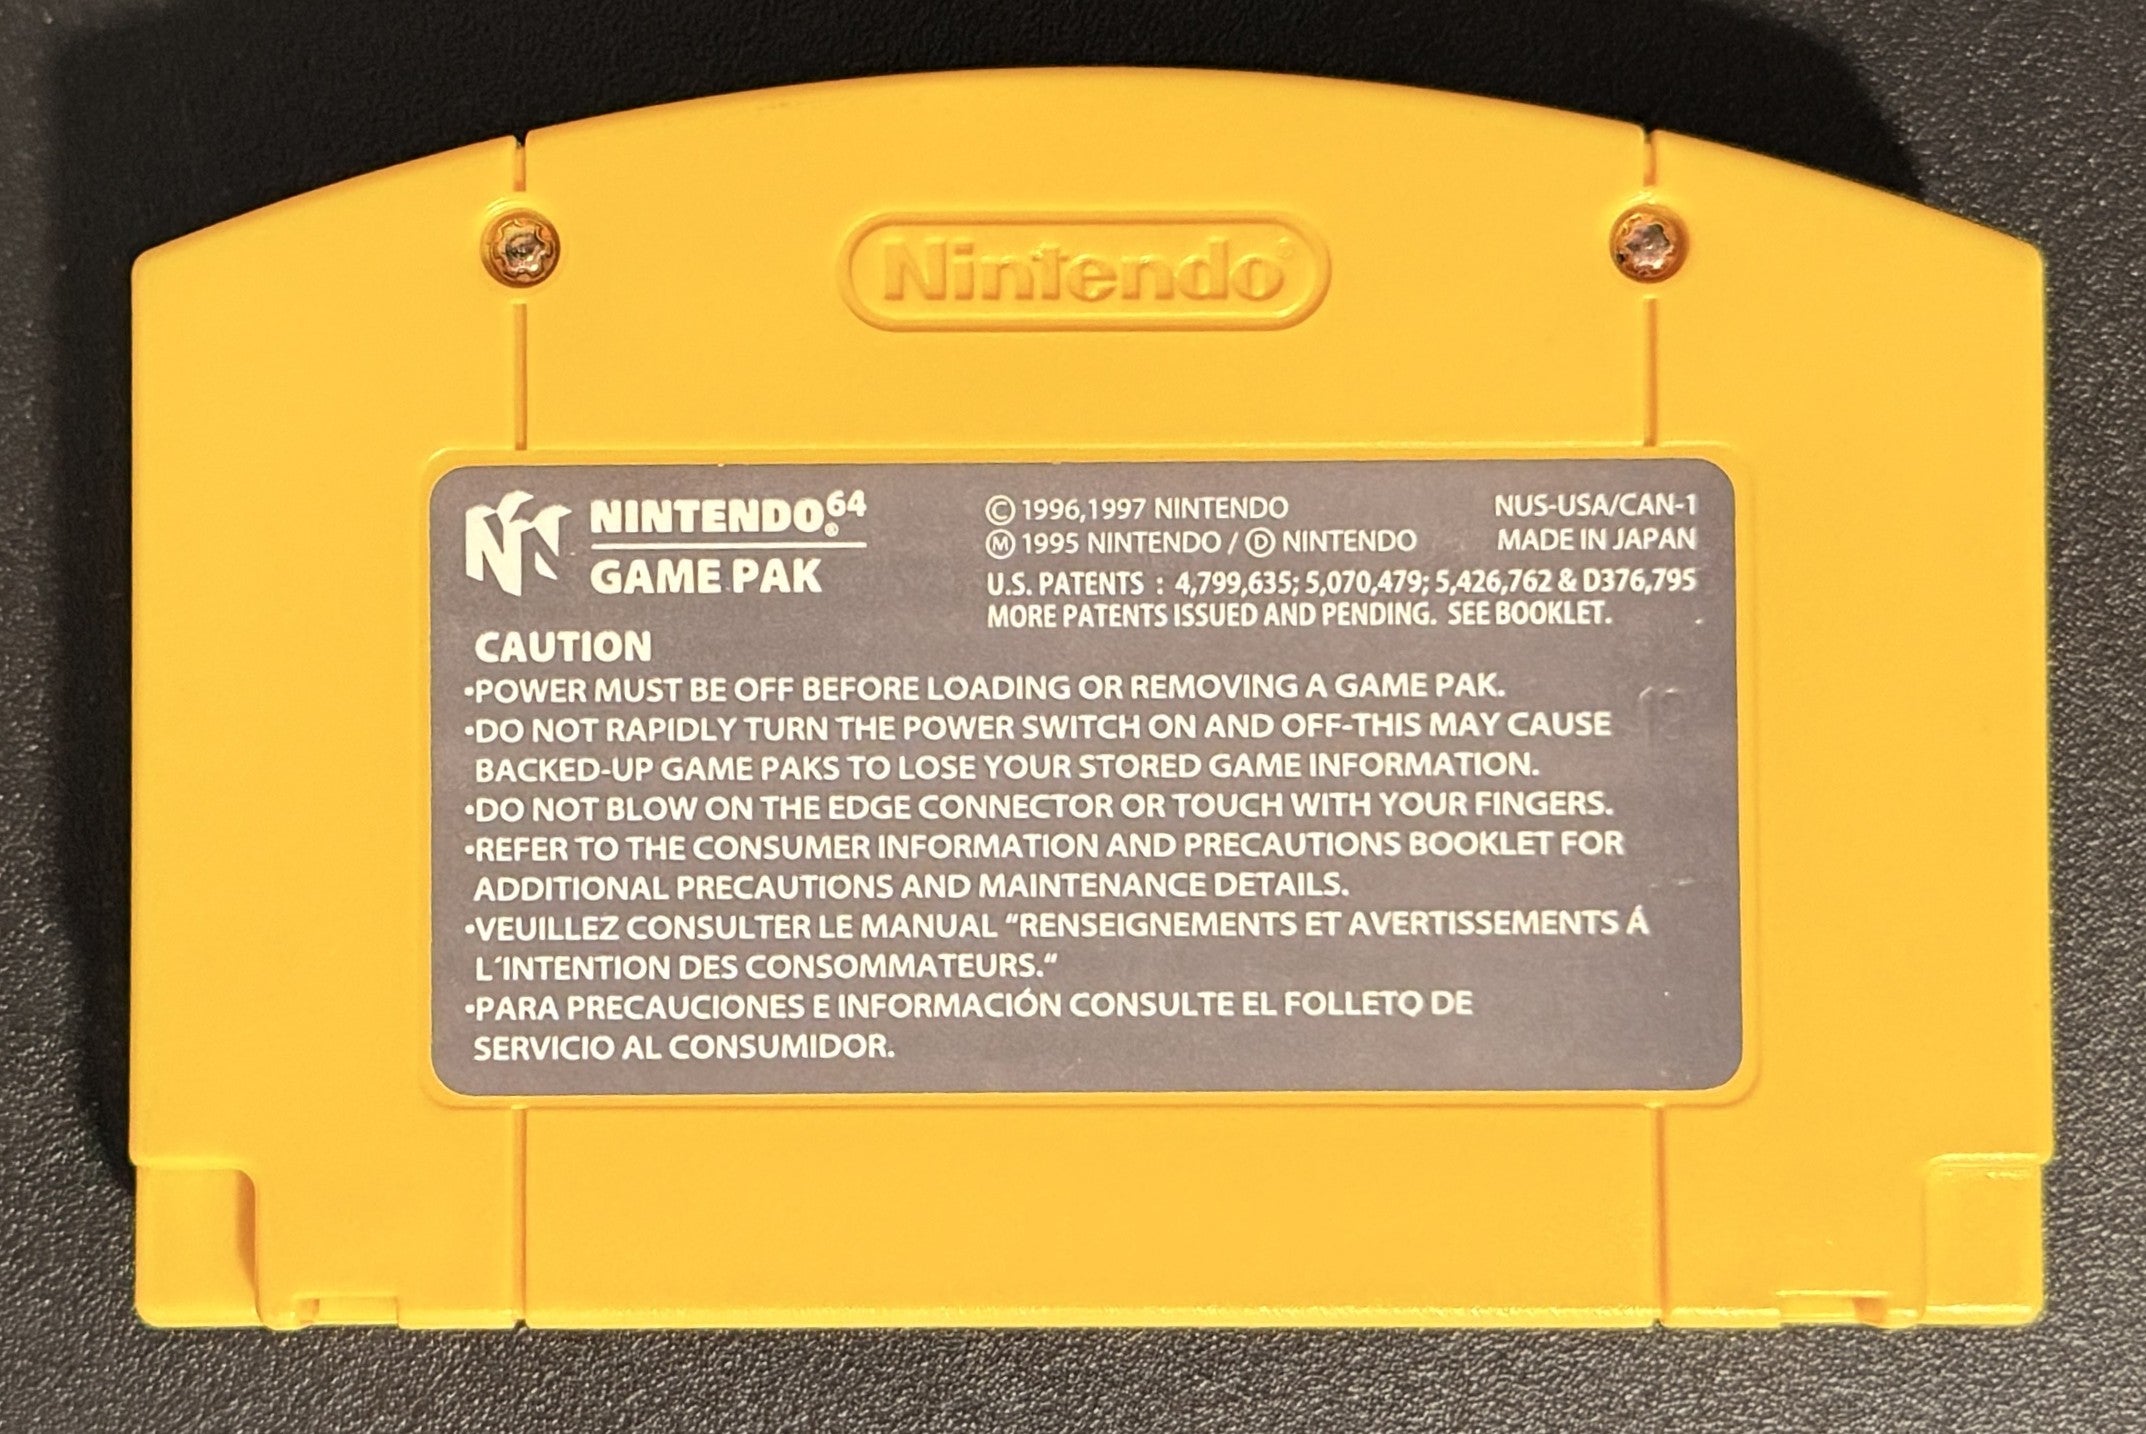 Nintendo®
NINTENDO64®
GAME PAK
© 1996,1997 NINTENDO
Ⓜ 1995 NINTENDO / Ⓓ NINTENDO
NUS-USA/CAN-1
MADE IN JAPAN
U.S. PATENTS : 4,799,635; 5,070,479; 5,426,762 & D376,795
MORE PATENTS ISSUED AND PENDING. SEE BOOKLET.
CAUTION
•POWER MUST BE OFF BEFORE LOADING OR REMOVING A GAME PAK.
•DO NOT RAPIDLY TURN THE POWER SWITCH ON AND OFF-THIS MAY CAUSE
BACKED-UP GAME PAKS TO LOSE YOUR STORED GAME INFORMATION.
•DO NOT BLOW ON THE EDGE CONNECTOR OR TOUCH WITH YOUR FINGERS.
•REFER TO THE CONSUMER INFORMATION AND PRECAUTIONS BOOKLET FOR
ADDITIONAL PRECAUTIONS AND MAINTENANCE DETAILS.
•VEUILLEZ CONSULTER LE MANUAL “RENSEIGNEMENTS ET AVERTISSEMENTS Á
L´INTENTION DES CONSOMMATEURS.“
•PARA PRECAUCIONES E INFORMACIÓN CONSULTE EL FOLLETO DE
SERVICIO AL CONSUMIDOR.